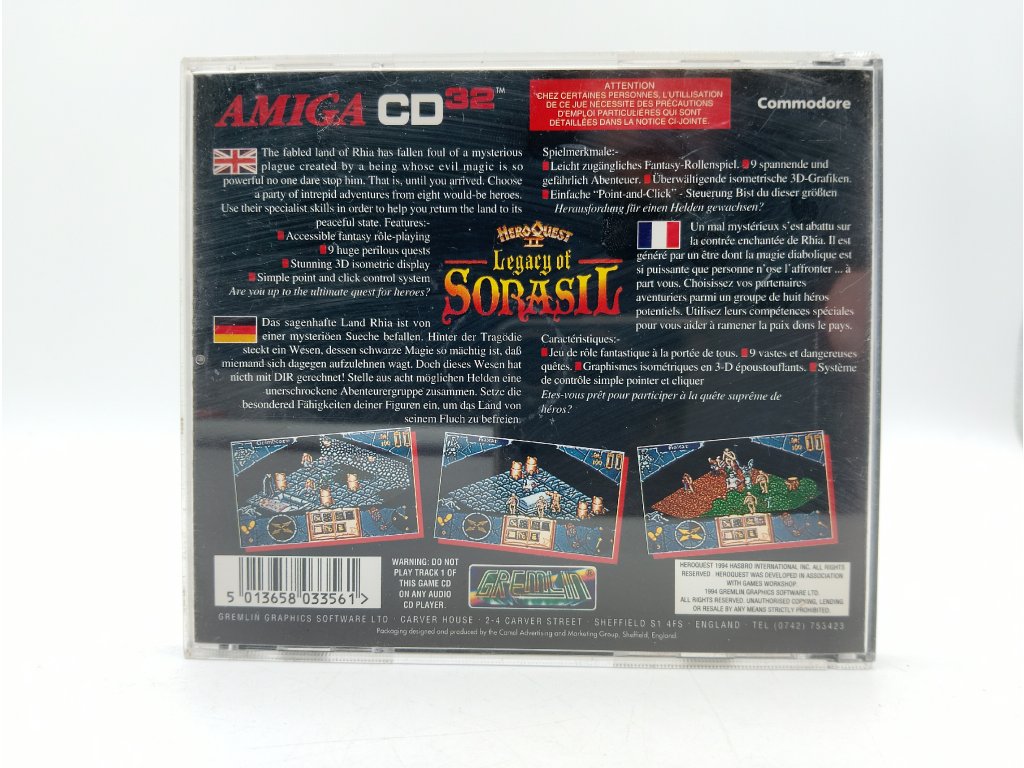 AMIGA CD32™
ATTENTION
CHEZ CERTAINES PERSONNES, L'UTILISATION
DE CE JUE NÉCESSITE DES PRÉCAUTIONS
D'EMPLOI PARTICULIÈRES QUI SONT
DÉTAILLÉES DANS LA NOTICE CI-JOINTE.
Commodore
The fabled land of Rhia has fallen foul of a mysterious
plague created by a being whose evil magic is so
powerful no one dare stop him. That is, until you arrived. Choose
a party of intrepid adventures from eight would-be heroes.
Use their specialist skills in order to help you return the land to its
peaceful state. Features:-
Accessible fantasy rôle-playing
9 huge perilous quests
Stunning 3D isometric display
Simple point and click control system
Are you up to the ultimate quest for heroes?
Das sagenhafte Land Rhia ist von
einer mysteriöen Sueche befallen. Hinter der Tragödie
steckt ein Wesen, dessen schwarze Magie so mächtig ist, daß
niemand sich dagegen aufzulehnen wagt. Doch dieses Wesen hat
nicth mit DIR gerechnet! Stelle aus acht möglichen Helden eine
unerschrockene Abenteurergruppe zusammen. Setze die
besondered Fähigkeiten deiner Figuren ein, um das Land von
seinem Fluch zu befreien.
Spielmerkmale:-
Leicht zugängliches Fantasy-Rollenspiel. 9 spannende und
gefährlich Abenteuer. Überwältigende isometrische 3D-Grafiken.
Einfache "Point-and-Click" - Steuerung Bist du dieser größten
Herausfordung für einen Helden gewachsen?
HEROQUEST
II
Legacy of
SORASIL
Un mal mystérieux s'est abattu sur
la contrée enchantée de Rhia. Il est
généré par un être dont la magie diabolique est
si puissante que personne n'ose l'affronter ... à
part vous. Choisissez vos partenaires
aventuriers parmi un groupe de huit héros
potentiels. Utilisez leurs compétences spéciales
pour vous aider à ramener la paix dons le pays.
Caractéristiques:-
Jeu de rôle fantastique à la portée de tous. 9 vastes et dangereuses
quêtes. Graphismes isométriques en 3-D époustouflants. Système
de contrôle simple pointer et cliquer
Etes-vous prêt pour participer à la quête suprême de
héros?
5 013658 033561
WARNING: DO NOT
PLAY TRACK 1 OF
THIS GAME CD
ON ANY AUDIO
CD PLAYER.
GREMLIN
HEROQUEST 1994 HASBRO INTERNATIONAL INC. ALL RIGHTS
RESERVED HEROQUEST WAS DEVELOPED IN ASSOCIATION
WITH GAMES WORKSHOP.
1994 GREMLIN GRAPHICS SOFTWARE LTD.
ALL RIGHTS RESERVED. UNAUTHORISED COPYING, LENDING
OR RESALE BY ANY MEANS STRICTLY PROHIBITED.
GREMLIN GRAPHICS SOFTWARE LTD · CARVER HOUSE · 2-4 CARVER STREET · SHEFFIELD S1 4FS · ENGLAND · TEL (0742) 753423
Packaging designed and produced by the Camel Advertising and Marketing Group, Sheffield, England.